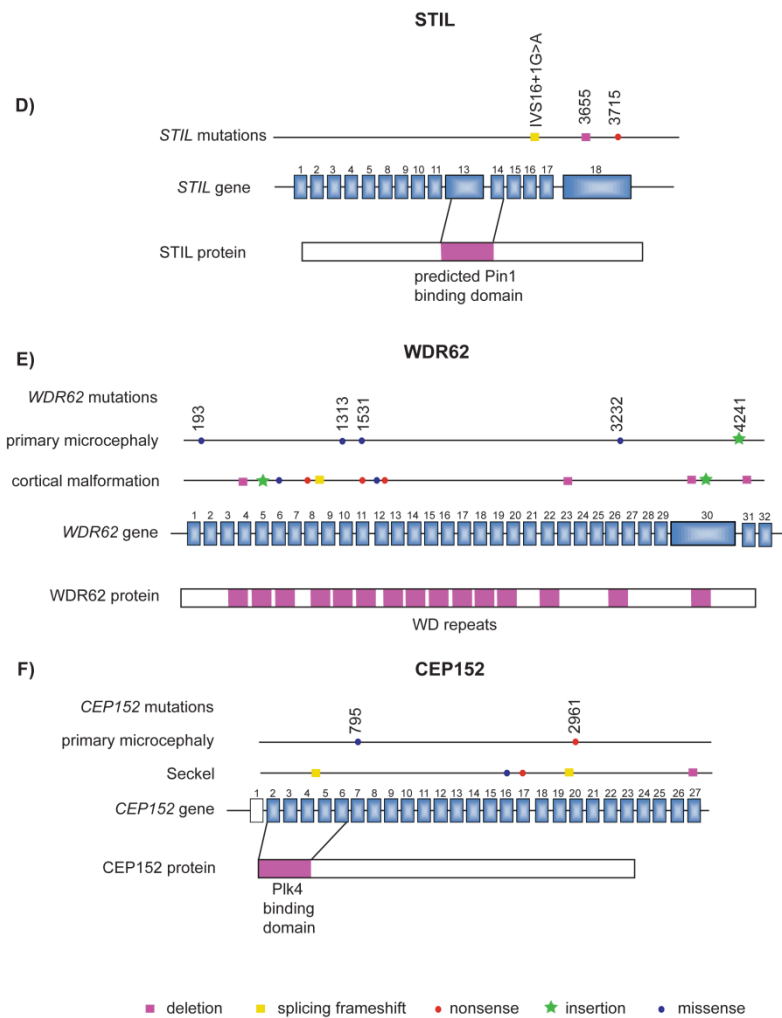 STIL
D)
IVS16+1G>A
3655
3715
STIL mutations
1 2 3 4 5 8 9 10 11 13 14 15 16 17 18
STIL gene
STIL protein
predicted Pin1
binding domain
E)
WDR62
WDR62 mutations
193 1313 1531 3232 4241
primary microcephaly
cortical malformation
1 2 3 4 5 6 7 8 9 10 11 12 13 14 15 16 17 18 19 20 21 22 23 24 25 26 27 28 29 30 31 32
WDR62 gene
WDR62 protein
WD repeats
F)
CEP152
CEP152 mutations
795 2961
primary microcephaly
Seckel
1 2 3 4 5 6 7 8 9 10 11 12 13 14 15 16 17 18 19 20 21 22 23 24 25 26 27
CEP152 gene
CEP152 protein
Plk4
binding
domain
deletion splicing frameshift nonsense insertion missense